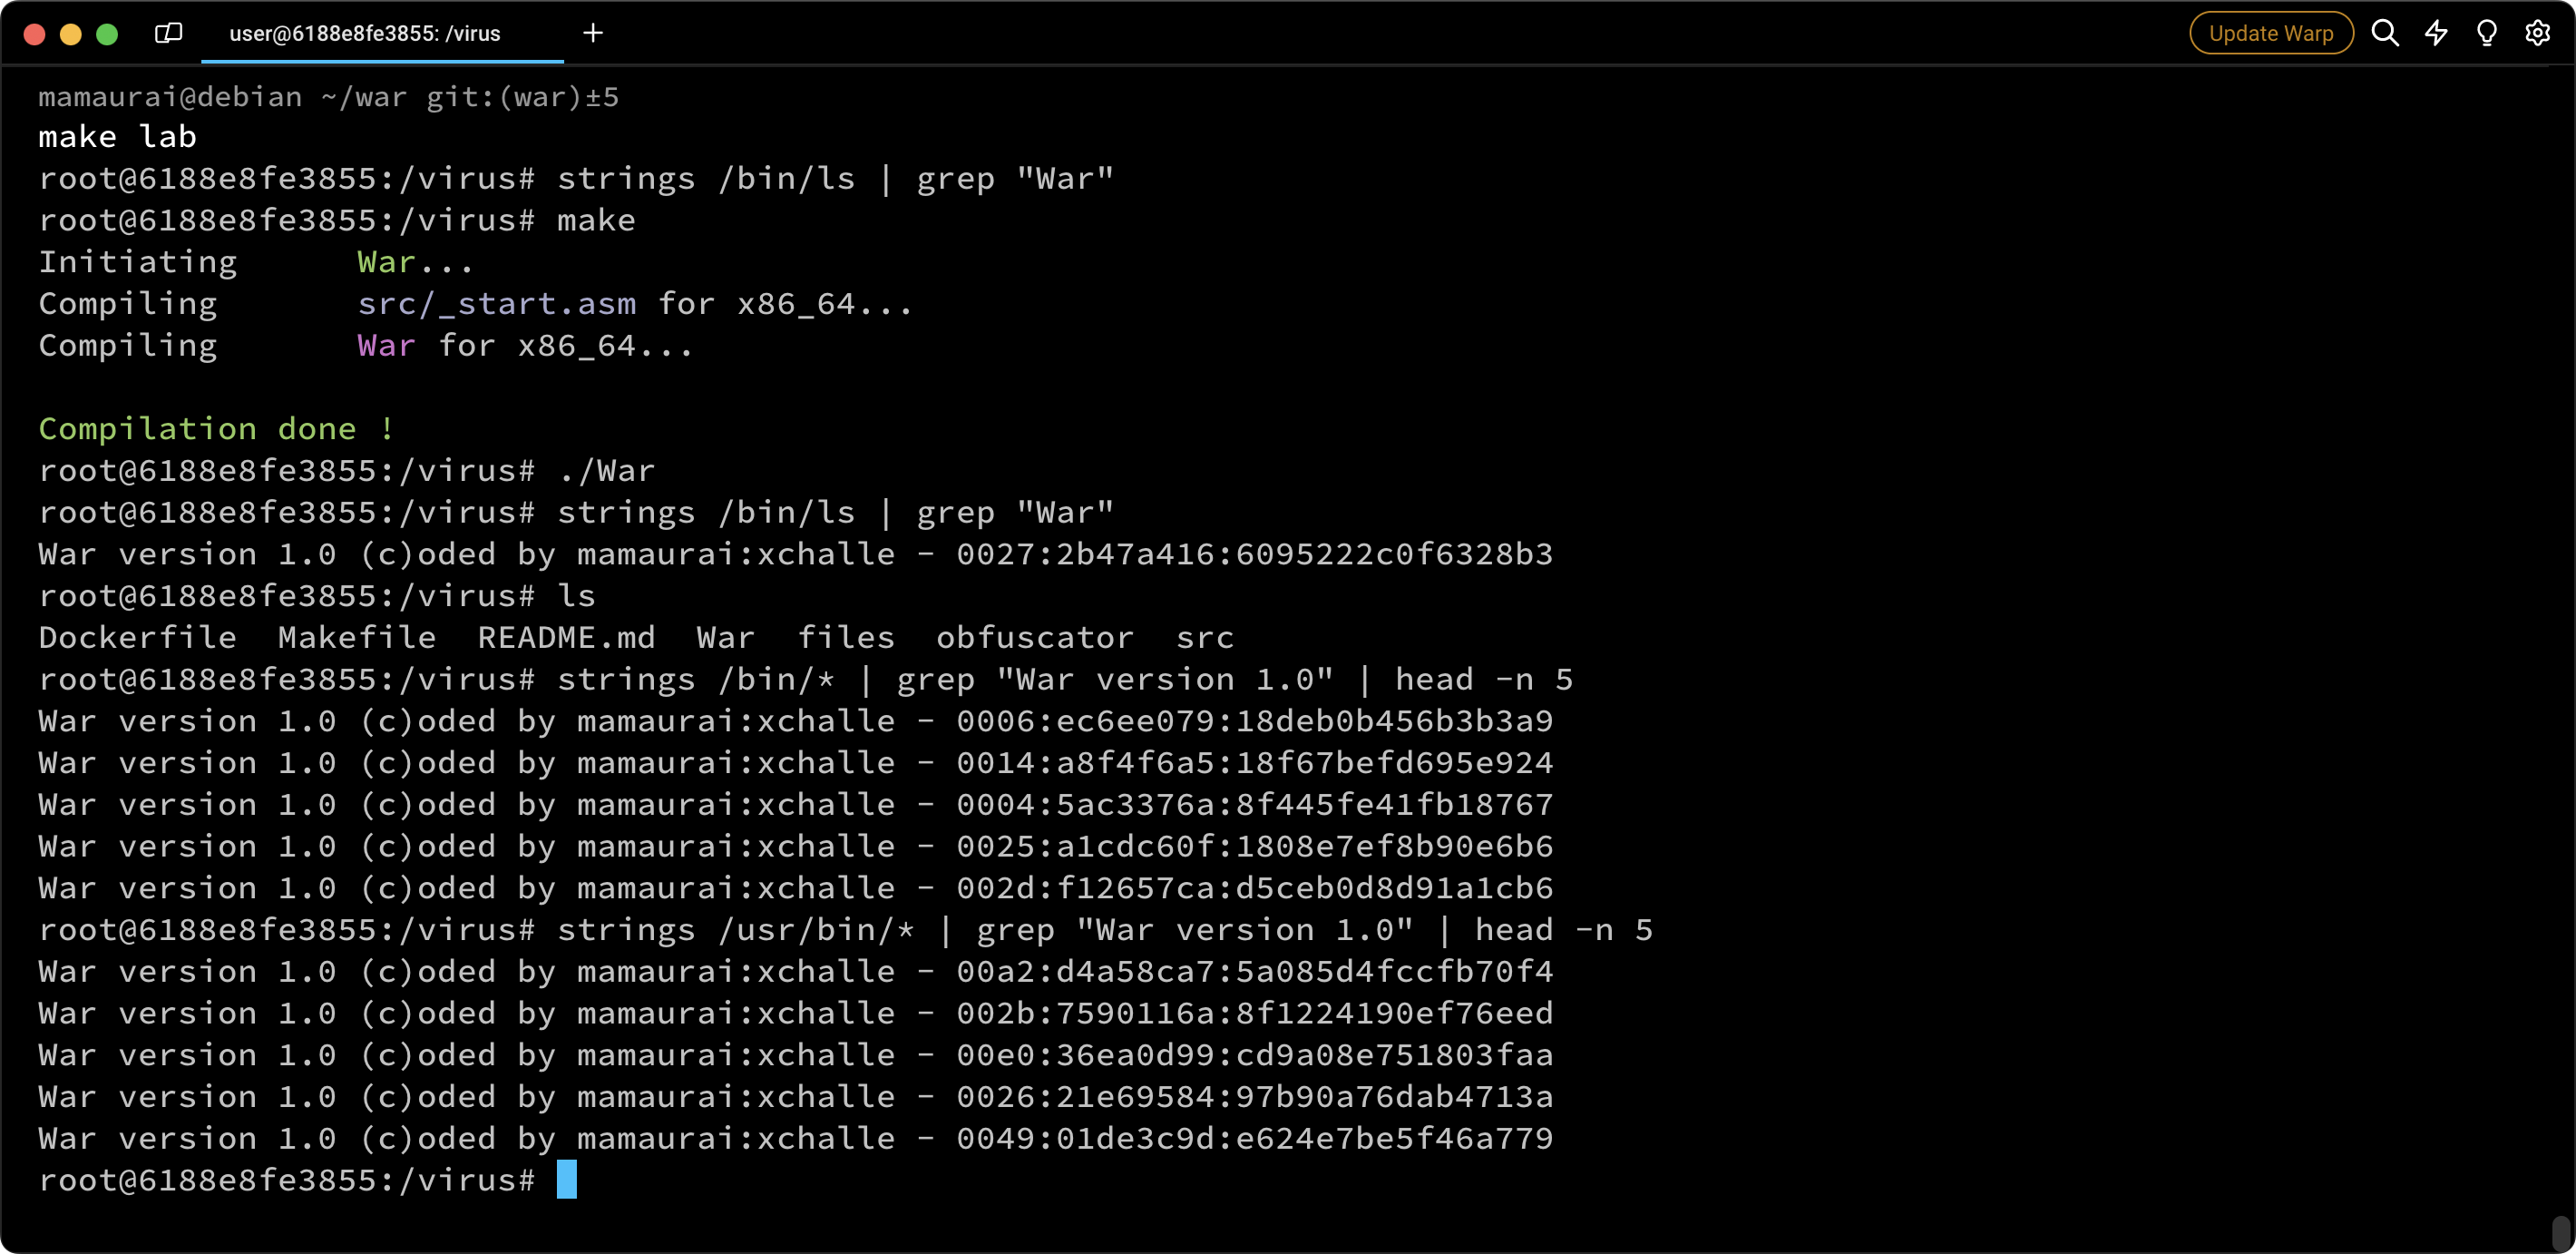 user@6188e8fe3855: /virus
+
Update Warp
mamaurai@debian ~/war git:(war)±5
make lab
root@6188e8fe3855:/virus# strings /bin/ls | grep "War"
root@6188e8fe3855:/virus# make
Initiating      War...
Compiling       src/_start.asm for x86_64...
Compiling       War for x86_64...
Compilation done !
root@6188e8fe3855:/virus# ./War
root@6188e8fe3855:/virus# strings /bin/ls | grep "War"
War version 1.0 (c)oded by mamaurai:xchalle - 0027:2b47a416:6095222c0f6328b3
root@6188e8fe3855:/virus# ls
Dockerfile  Makefile  README.md  War  files  obfuscator  src
root@6188e8fe3855:/virus# strings /bin/* | grep "War version 1.0" | head -n 5
War version 1.0 (c)oded by mamaurai:xchalle - 0006:ec6ee079:18deb0b456b3b3a9
War version 1.0 (c)oded by mamaurai:xchalle - 0014:a8f4f6a5:18f67befd695e924
War version 1.0 (c)oded by mamaurai:xchalle - 0004:5ac3376a:8f445fe41fb18767
War version 1.0 (c)oded by mamaurai:xchalle - 0025:a1cdc60f:1808e7ef8b90e6b6
War version 1.0 (c)oded by mamaurai:xchalle - 002d:f12657ca:d5ceb0d8d91a1cb6
root@6188e8fe3855:/virus# strings /usr/bin/* | grep "War version 1.0" | head -n 5
War version 1.0 (c)oded by mamaurai:xchalle - 00a2:d4a58ca7:5a085d4fccfb70f4
War version 1.0 (c)oded by mamaurai:xchalle - 002b:7590116a:8f1224190ef76eed
War version 1.0 (c)oded by mamaurai:xchalle - 00e0:36ea0d99:cd9a08e751803faa
War version 1.0 (c)oded by mamaurai:xchalle - 0026:21e69584:97b90a76dab4713a
War version 1.0 (c)oded by mamaurai:xchalle - 0049:01de3c9d:e624e7be5f46a779
root@6188e8fe3855:/virus#